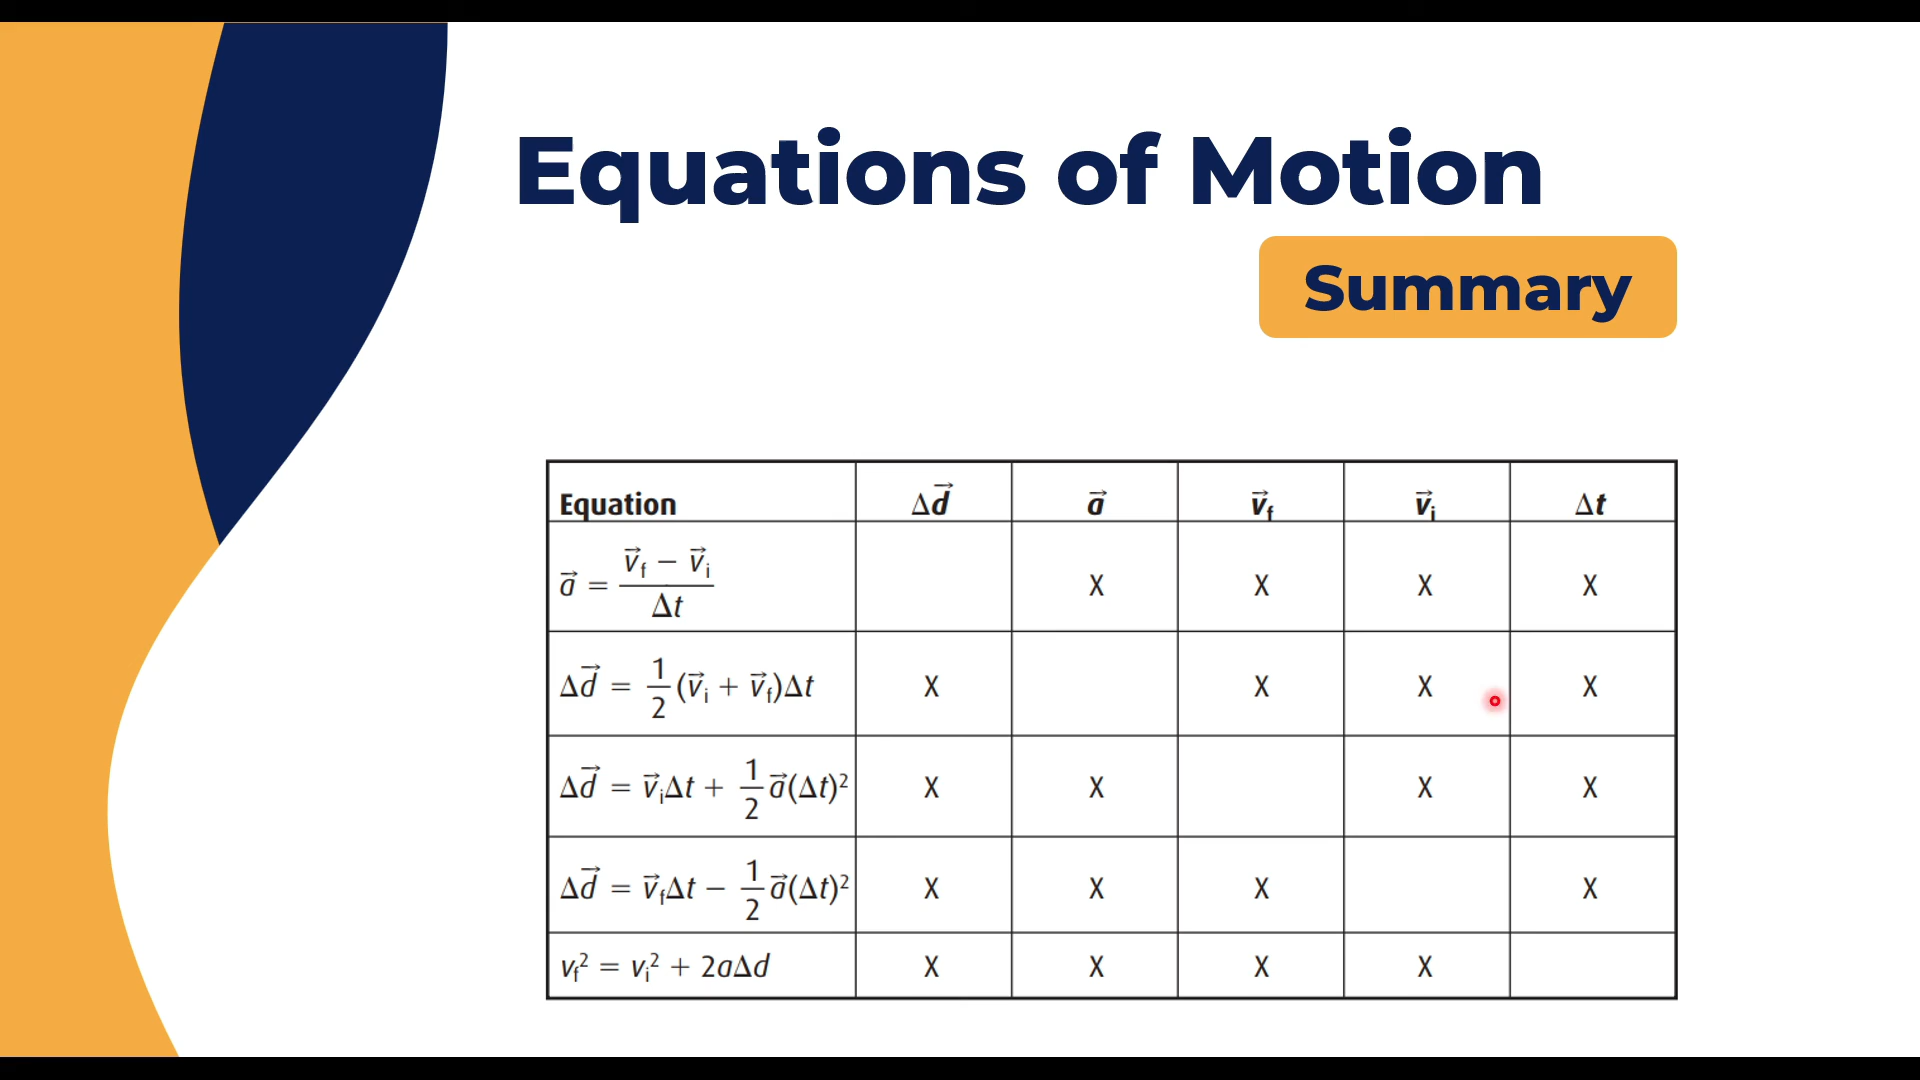 Equations of Motion
Summary
Equation Δd⃗ a⃗ v⃗f v⃗i Δt
a⃗ = (v⃗f − v⃗i)/Δt X X X X
Δd⃗ = 1/2 (v⃗i + v⃗f)Δt X X X X
Δd⃗ = v⃗iΔt + 1/2 a⃗(Δt)² X X X X
Δd⃗ = v⃗fΔt − 1/2 a⃗(Δt)² X X X X
vf² = vi² + 2aΔd X X X X